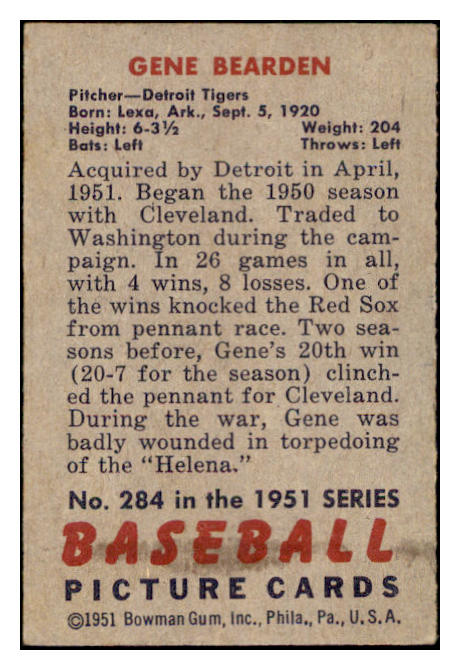 GENE BEARDEN
Pitcher—Detroit Tigers
Born: Lexa, Ark., Sept. 5, 1920
Height: 6-3½ Weight: 204
Bats: Left Throws: Left
Acquired by Detroit in April,
1951. Began the 1950 season
with Cleveland. Traded to
Washington during the cam-
paign. In 26 games in all,
with 4 wins, 8 losses. One of
the wins knocked the Red Sox
from pennant race. Two sea-
sons before, Gene's 20th win
(20-7 for the season) clinch-
ed the pennant for Cleveland.
During the war, Gene was
badly wounded in torpedoing
of the "Helena."
No. 284 in the 1951 SERIES
BASEBALL
PICTURE CARDS
©1951 Bowman Gum, Inc., Phila., Pa., U.S.A.